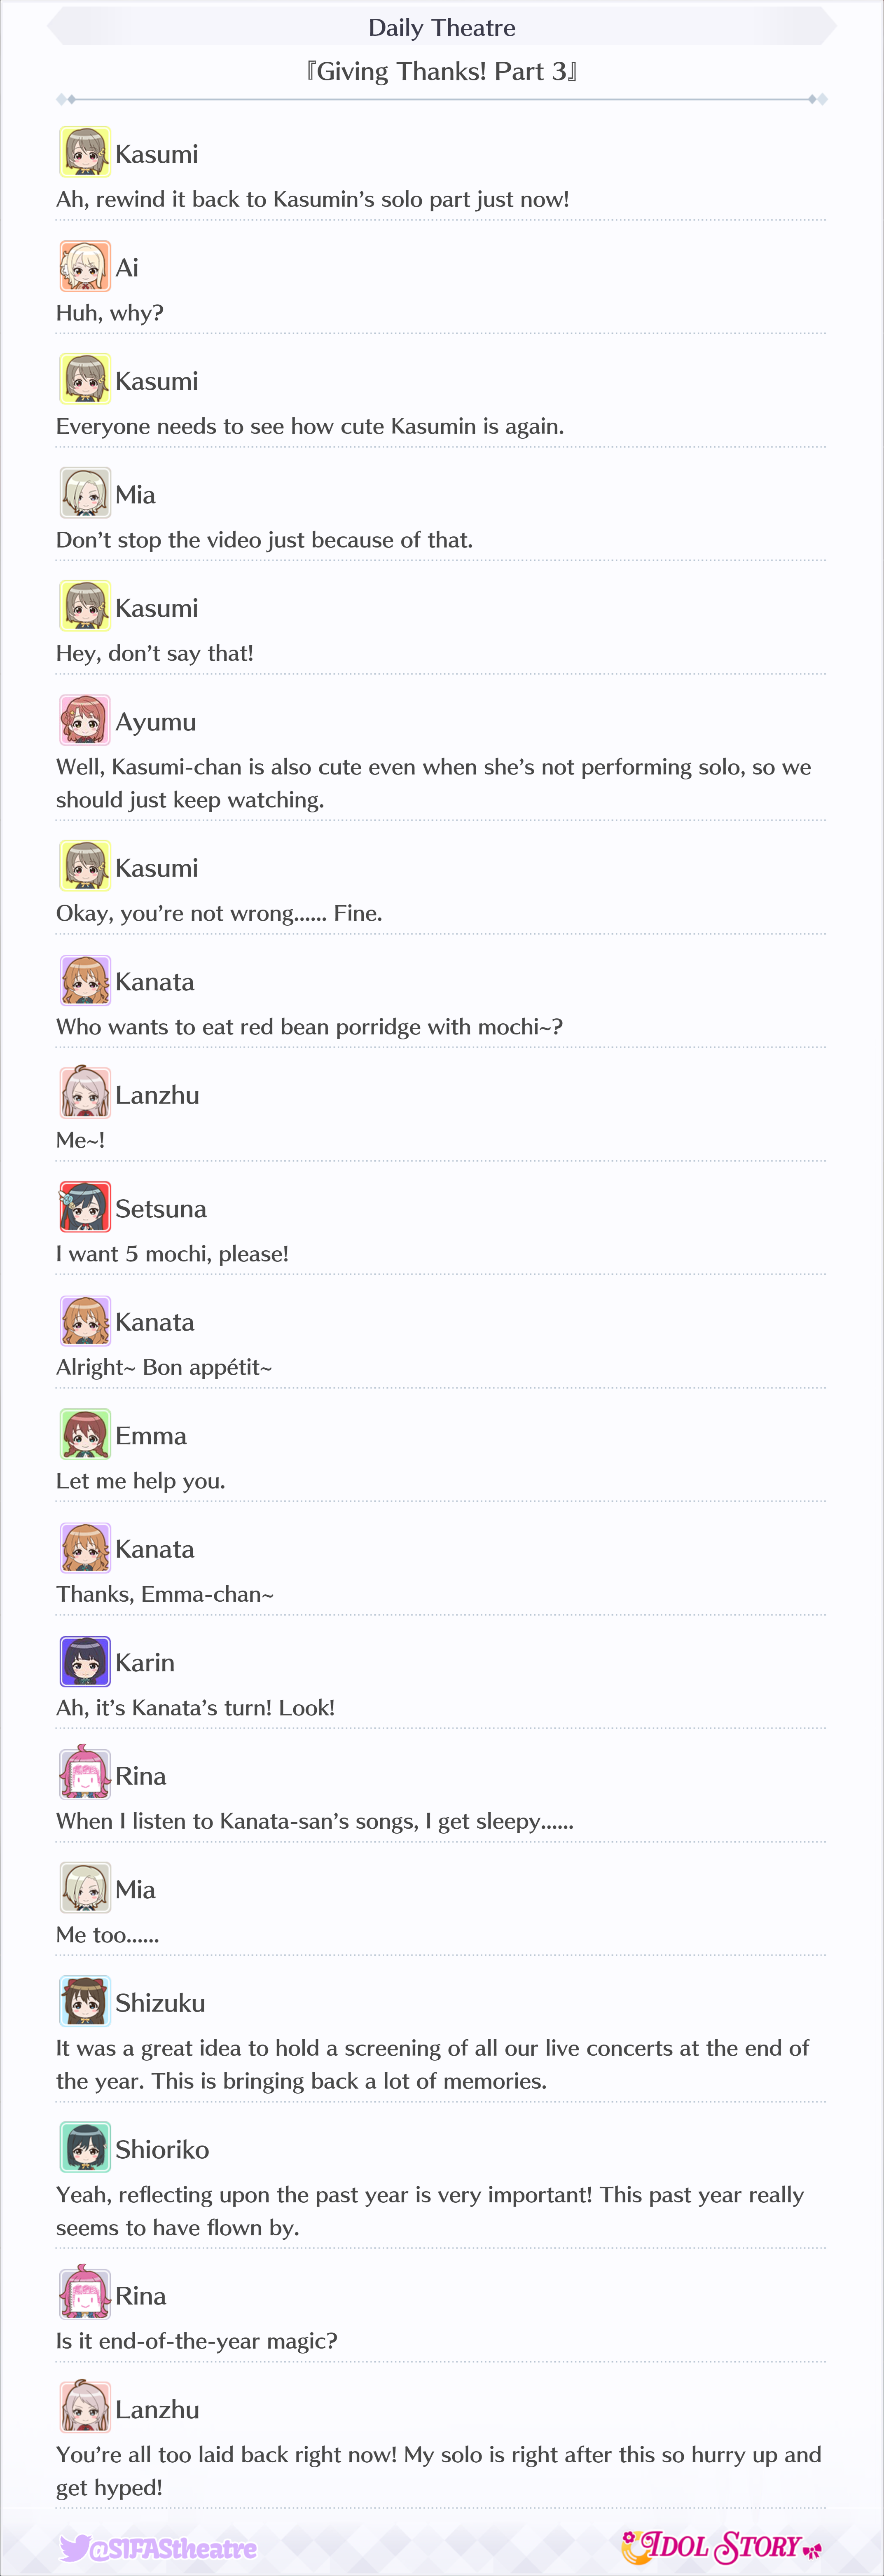 Daily Theatre
『Giving Thanks! Part 3』
Kasumi
Ah, rewind it back to Kasumin’s solo part just now!
Ai
Huh, why?
Kasumi
Everyone needs to see how cute Kasumin is again.
Mia
Don’t stop the video just because of that.
Kasumi
Hey, don’t say that!
Ayumu
Well, Kasumi-chan is also cute even when she’s not performing solo, so we
should just keep watching.
Kasumi
Okay, you’re not wrong...... Fine.
Kanata
Who wants to eat red bean porridge with mochi~?
Lanzhu
Me~!
Setsuna
I want 5 mochi, please!
Kanata
Alright~ Bon appétit~
Emma
Let me help you.
Kanata
Thanks, Emma-chan~
Karin
Ah, it’s Kanata’s turn! Look!
Rina
When I listen to Kanata-san’s songs, I get sleepy......
Mia
Me too......
Shizuku
It was a great idea to hold a screening of all our live concerts at the end of
the year. This is bringing back a lot of memories.
Shioriko
Yeah, reflecting upon the past year is very important! This past year really
seems to have flown by.
Rina
Is it end-of-the-year magic?
Lanzhu
You’re all too laid back right now! My solo is right after this so hurry up and
get hyped!
@SIFAStheatre
IDOL STORY